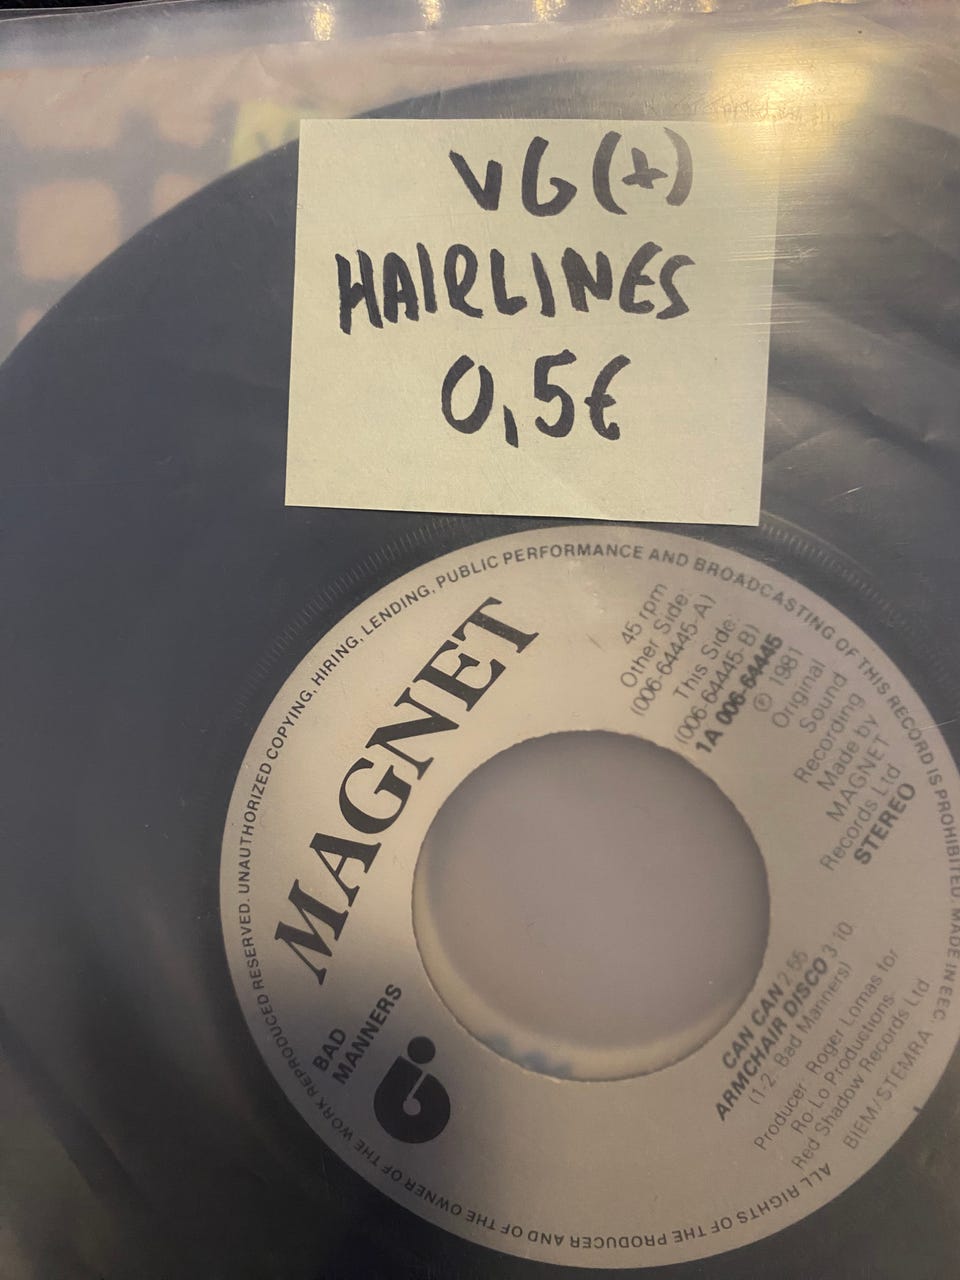 VG(+)
HAIRLINES
0,5€
MAGNET
BAD
MANNERS
45 rpm
Other Side:
(006-64445-A)
This Side:
(006-64445-B)
1A 006-64445
℗ 1981
Original
Sound
Recording
Made by
MAGNET
Records Ltd
STEREO
CAN CAN 2.55
ARMCHAIR DISCO 3.10
(1-2. Bad Manners)
Producer: Roger Lomas for
Ro-Lo Productions-
Red Shadow Records Ltd
BIEM/STEMRA
ALL RIGHTS OF THE PRODUCER AND OF THE OWNER OF THE WORK REPRODUCED RESERVED. UNAUTHORIZED COPYING, HIRING, LENDING, PUBLIC PERFORMANCE AND BROADCASTING OF THIS RECORD IS PROHIBITED. MADE IN EEC.